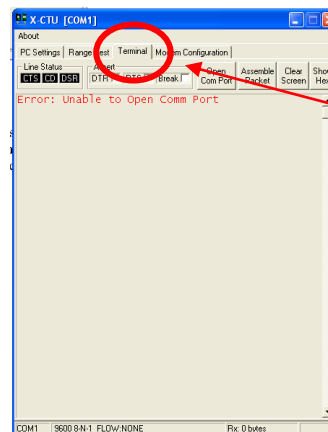 X-CTU [COM1]
About
PC Settings Range Test Terminal Modem Configuration
Line Status Assert
CTS CD DSR DTR Break Open Com Port Assemble Packet Clear Screen
Error: Unable to Open Comm Port
COM1 9600 8-N-1 FLOW:NONE Rx: 0 bytes